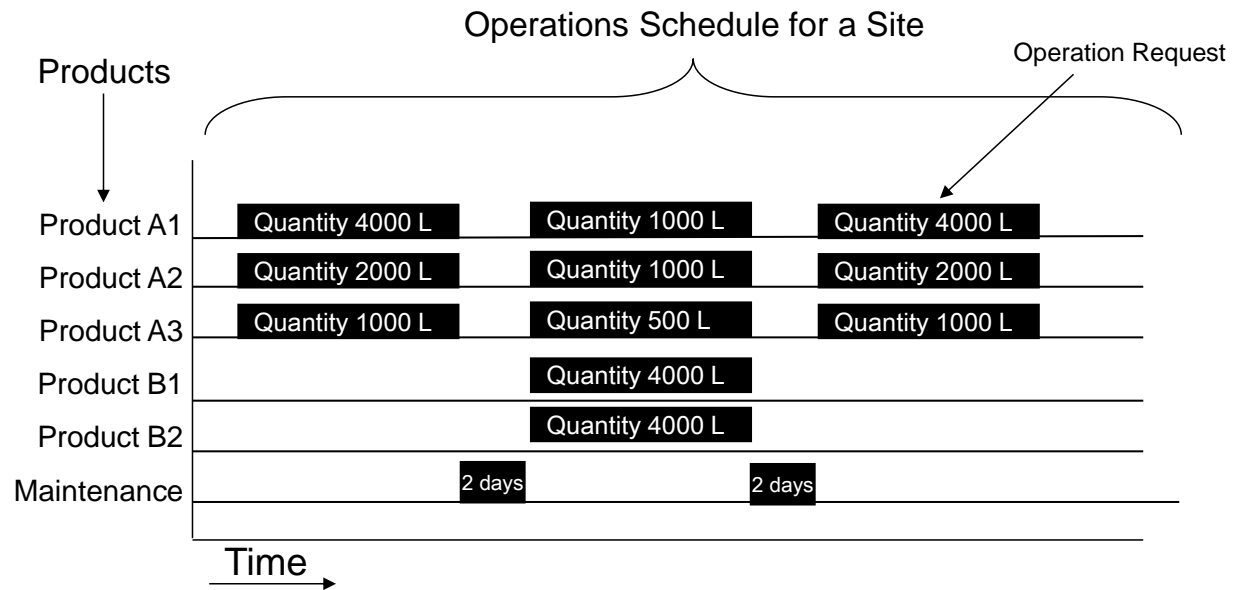 Operations Schedule for a Site
Operation Request
Products
Product A1 Quantity 4000 L Quantity 1000 L Quantity 4000 L
Product A2 Quantity 2000 L Quantity 1000 L Quantity 2000 L
Product A3 Quantity 1000 L Quantity 500 L Quantity 1000 L
Product B1 Quantity 4000 L
Product B2 Quantity 4000 L
Maintenance 2 days 2 days
Time